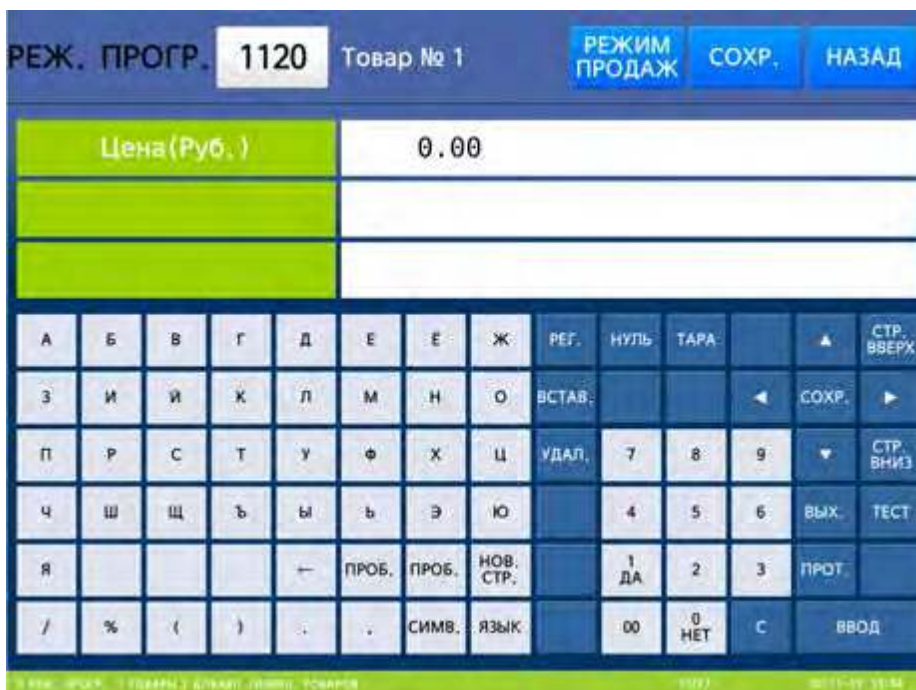 РЕЖ. ПРОГР. 1120 Товар № 1 РЕЖИМ ПРОДАЖ СОХР. НАЗАД
Цена(Руб.) 0.00
А Б В Г Д Е Ё Ж РЕГ. НУЛЬ ТАРА ▲ СТР. ВВЕРХ
З И Й К Л М Н О ВСТАВ. ◀ СОХР. ▶
П Р С Т У Ф Х Ц УДАЛ. 7 8 9 ▼ СТР. ВНИЗ
Ч Ш Щ Ъ Ы Ь Э Ю 4 5 6 ВЫХ. ТЕСТ
Я ← ПРОБ. ПРОБ. НОВ. СТР. 1 ДА 2 3 ПРОТ.
/ % ( ) . , СИМВ. ЯЗЫК 00 0 НЕТ С ВВОД